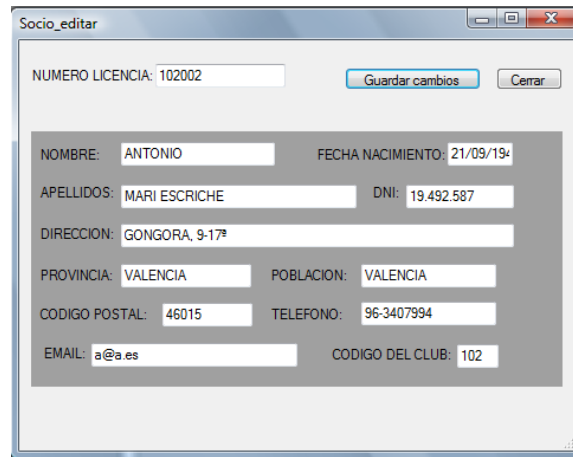 Socio_editar
NUMERO LICENCIA: 102002 Guardar cambios Cerrar
NOMBRE: ANTONIO FECHA NACIMIENTO: 21/09/194
APELLIDOS: MARI ESCRICHE DNI: 19.492.587
DIRECCION: GONGORA, 9-17ª
PROVINCIA: VALENCIA POBLACION: VALENCIA
CODIGO POSTAL: 46015 TELEFONO: 96-3407994
EMAIL: a@a.es CODIGO DEL CLUB: 102